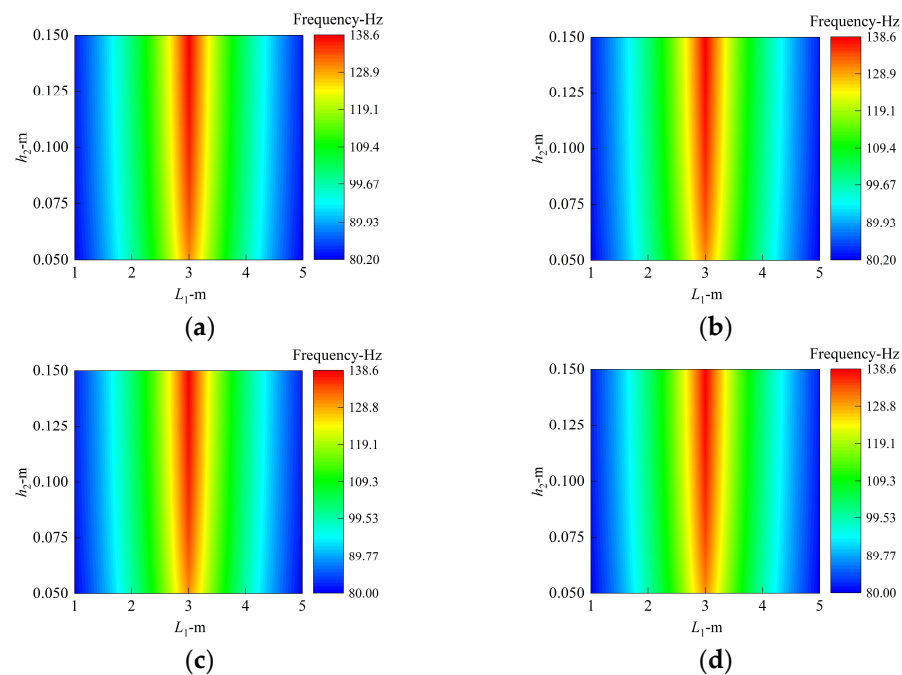 Frequency-Hz
0.150
0.125
0.100
0.075
0.050
h2-m
1 2 3 4 5
L1-m
138.6
128.9
119.1
109.4
99.67
89.93
80.20
(a)
Frequency-Hz
0.150
0.125
0.100
0.075
0.050
h2-m
1 2 3 4 5
L1-m
138.6
128.9
119.1
109.4
99.67
89.93
80.20
(b)
Frequency-Hz
0.150
0.125
0.100
0.075
0.050
h2-m
1 2 3 4 5
L1-m
138.6
128.8
119.1
109.3
99.53
89.77
80.00
(c)
Frequency-Hz
0.150
0.125
0.100
0.075
0.050
h2-m
1 2 3 4 5
L1-m
138.6
128.8
119.1
109.3
99.53
89.77
80.00
(d)